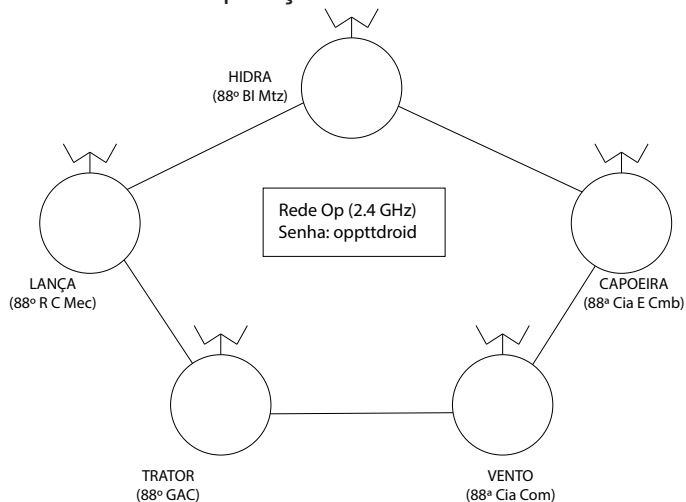 HIDRA
(88º BI Mtz)
Rede Op (2.4 GHz)
Senha: oppttdroid
LANÇA
(88º R C Mec)
CAPOEIRA
(88ª Cia E Cmb)
TRATOR
(88º GAC)
VENTO
(88ª Cia Com)